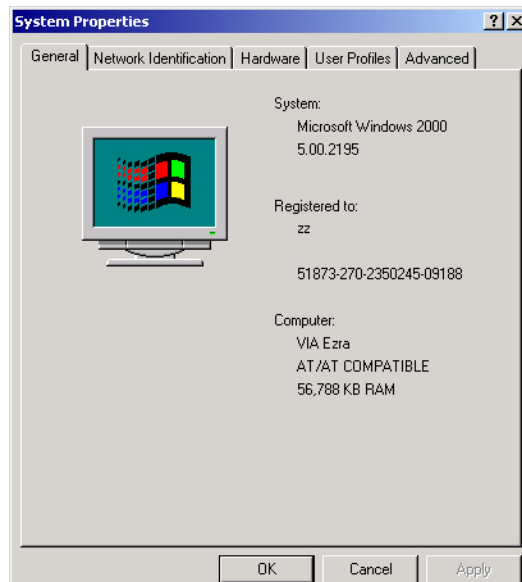 System Properties
General Network Identification Hardware User Profiles Advanced
System:
Microsoft Windows 2000
5.00.2195
Registered to:
zz
51873-270-2350245-09188
Computer:
VIA Ezra
AT/AT COMPATIBLE
56,788 KB RAM
OK Cancel Apply